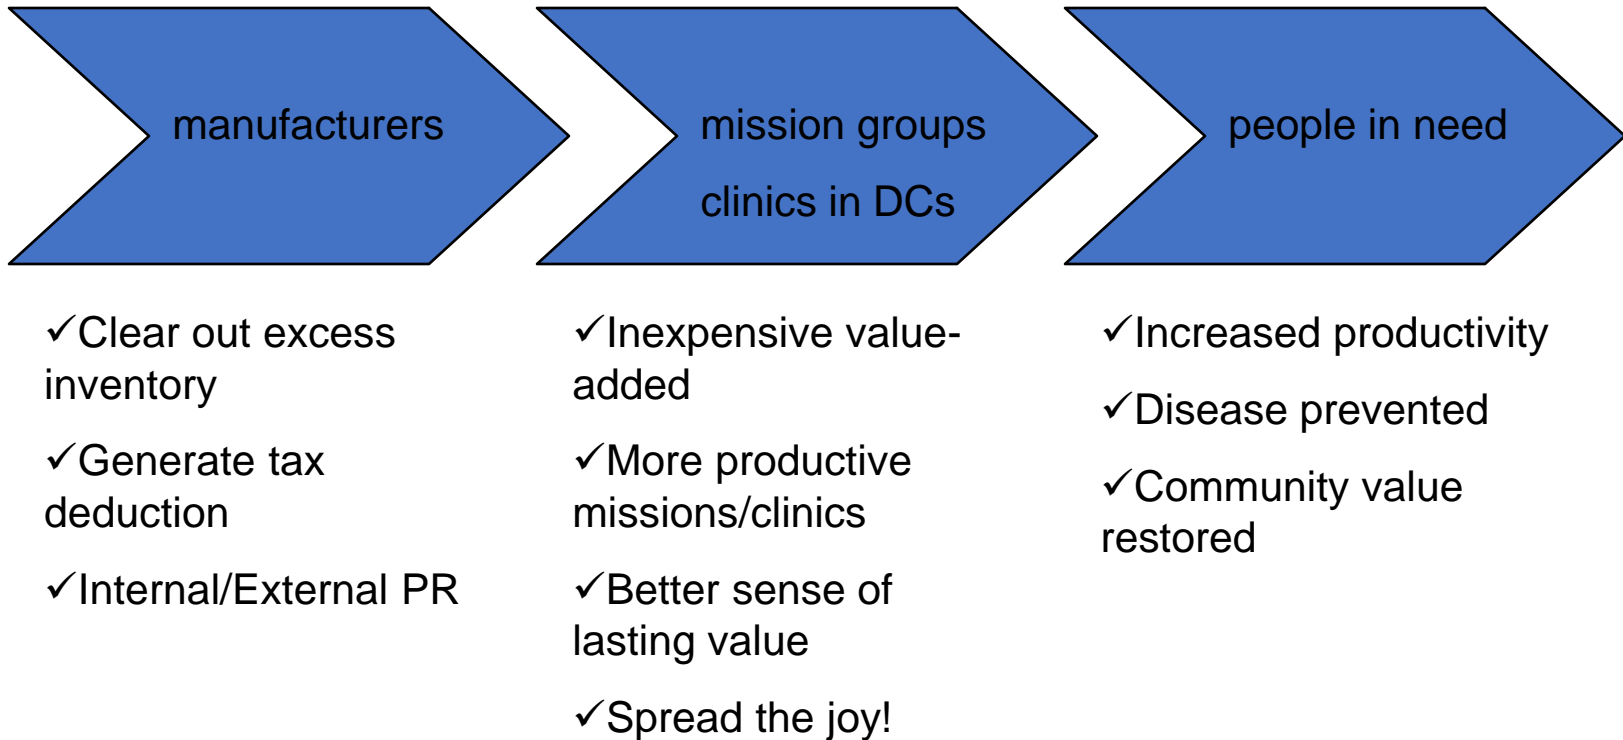 manufacturers
mission groups
clinics in DCs
people in need
✓Clear out excess
inventory
✓Generate tax
deduction
✓Internal/External PR
✓Inexpensive value-
added
✓More productive
missions/clinics
✓Better sense of
lasting value
✓Spread the joy!
✓Increased productivity
✓Disease prevented
✓Community value
restored